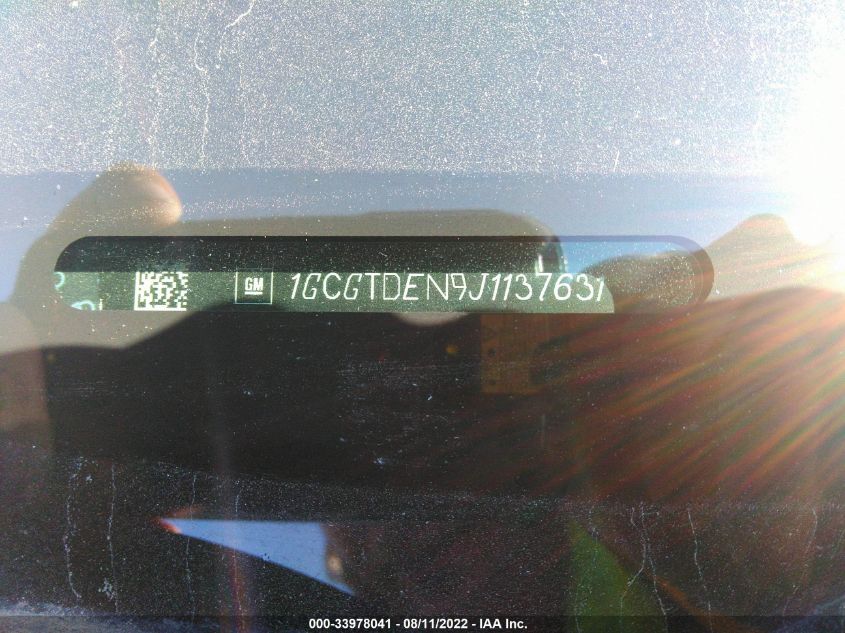 GM 1GCGTDEN9J1137631
000-33978041 - 08/11/2022 - IAA Inc.